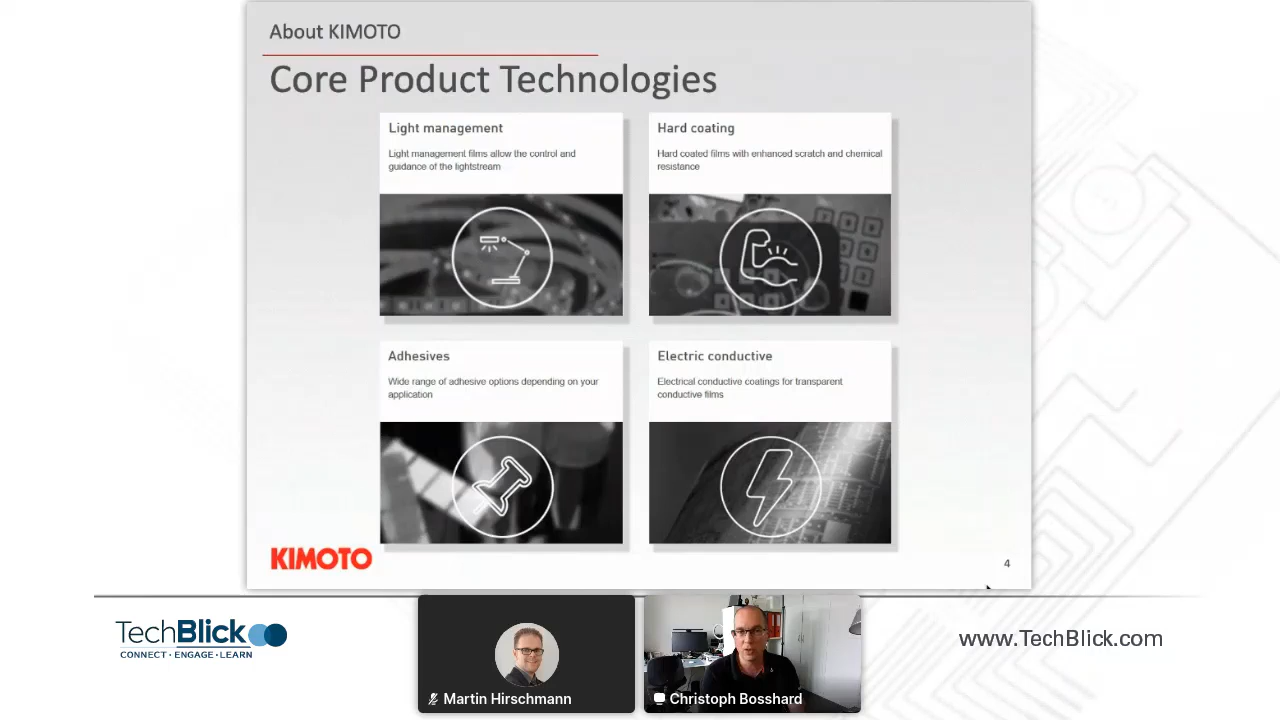 About KIMOTO
Core Product Technologies
Light management
Light management films allow the control and
guidance of the lightstream
Hard coating
Hard coated films with enhanced scratch and chemical
resistance
Adhesives
Wide range of adhesive options depending on your
application
Electric conductive
Electrical conductive coatings for transparent
conductive films
KIMOTO
4
TechBlick
CONNECT · ENGAGE · LEARN
Martin Hirschmann
Christoph Bosshard
www.TechBlick.com